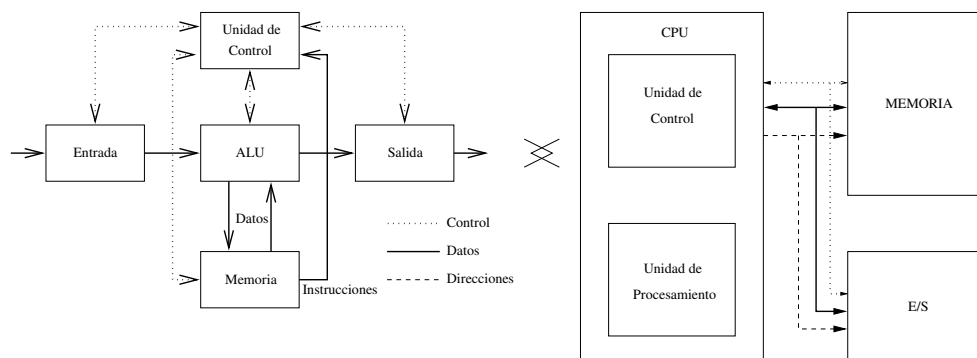 Unidad de
Control
Entrada
ALU
Salida
Datos
Memoria
Instrucciones
Control
Datos
Direcciones
CPU
Unidad de
Control
Unidad de
Procesamiento
MEMORIA
E/S